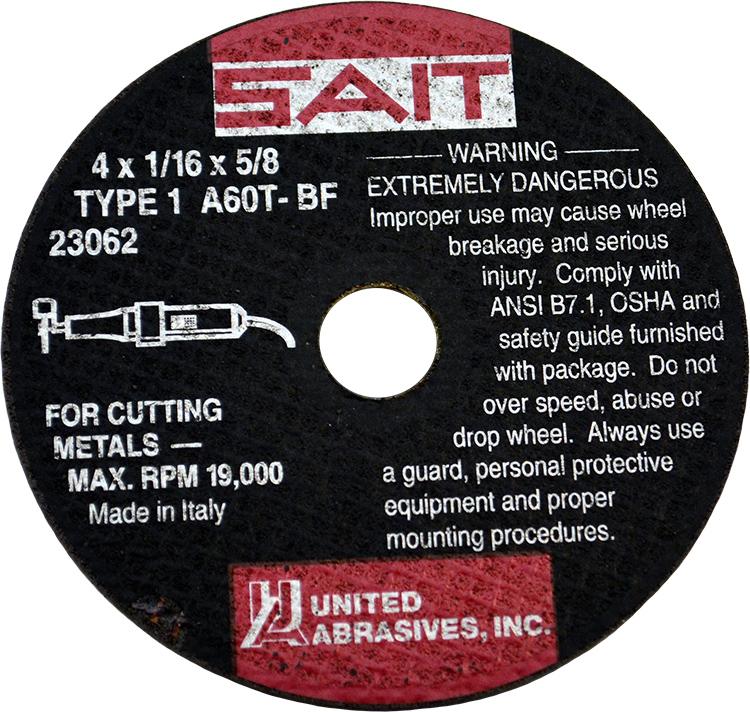 SAIT
4 x 1/16 x 5/8
TYPE 1 A60T- BF
23062
FOR CUTTING
METALS —
MAX. RPM 19,000
Made in Italy
WARNING
EXTREMELY DANGEROUS
Improper use may cause wheel
breakage and serious
injury. Comply with
ANSI B7.1, OSHA and
safety guide furnished
with package. Do not
over speed, abuse or
drop wheel. Always use
a guard, personal protective
equipment and proper
mounting procedures.
UNITED
ABRASIVES, INC.